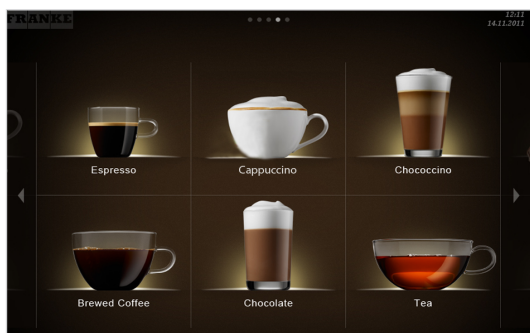 FRANKE
12:11
14.11.2011
Espresso
Cappuccino
Chococcino
Brewed Coffee
Chocolate
Tea